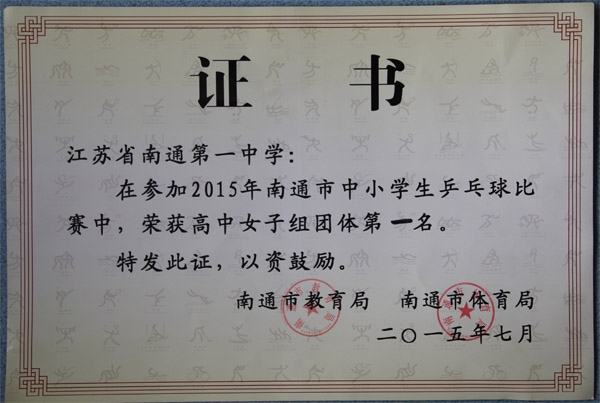 证书
江苏省南通第一中学：
在参加2015年南通市中小学生乒乓球比
赛中，荣获高中女子组团体第一名。
特发此证，以资鼓励。
南通市教育局 南通市体育局
二〇一五年七月